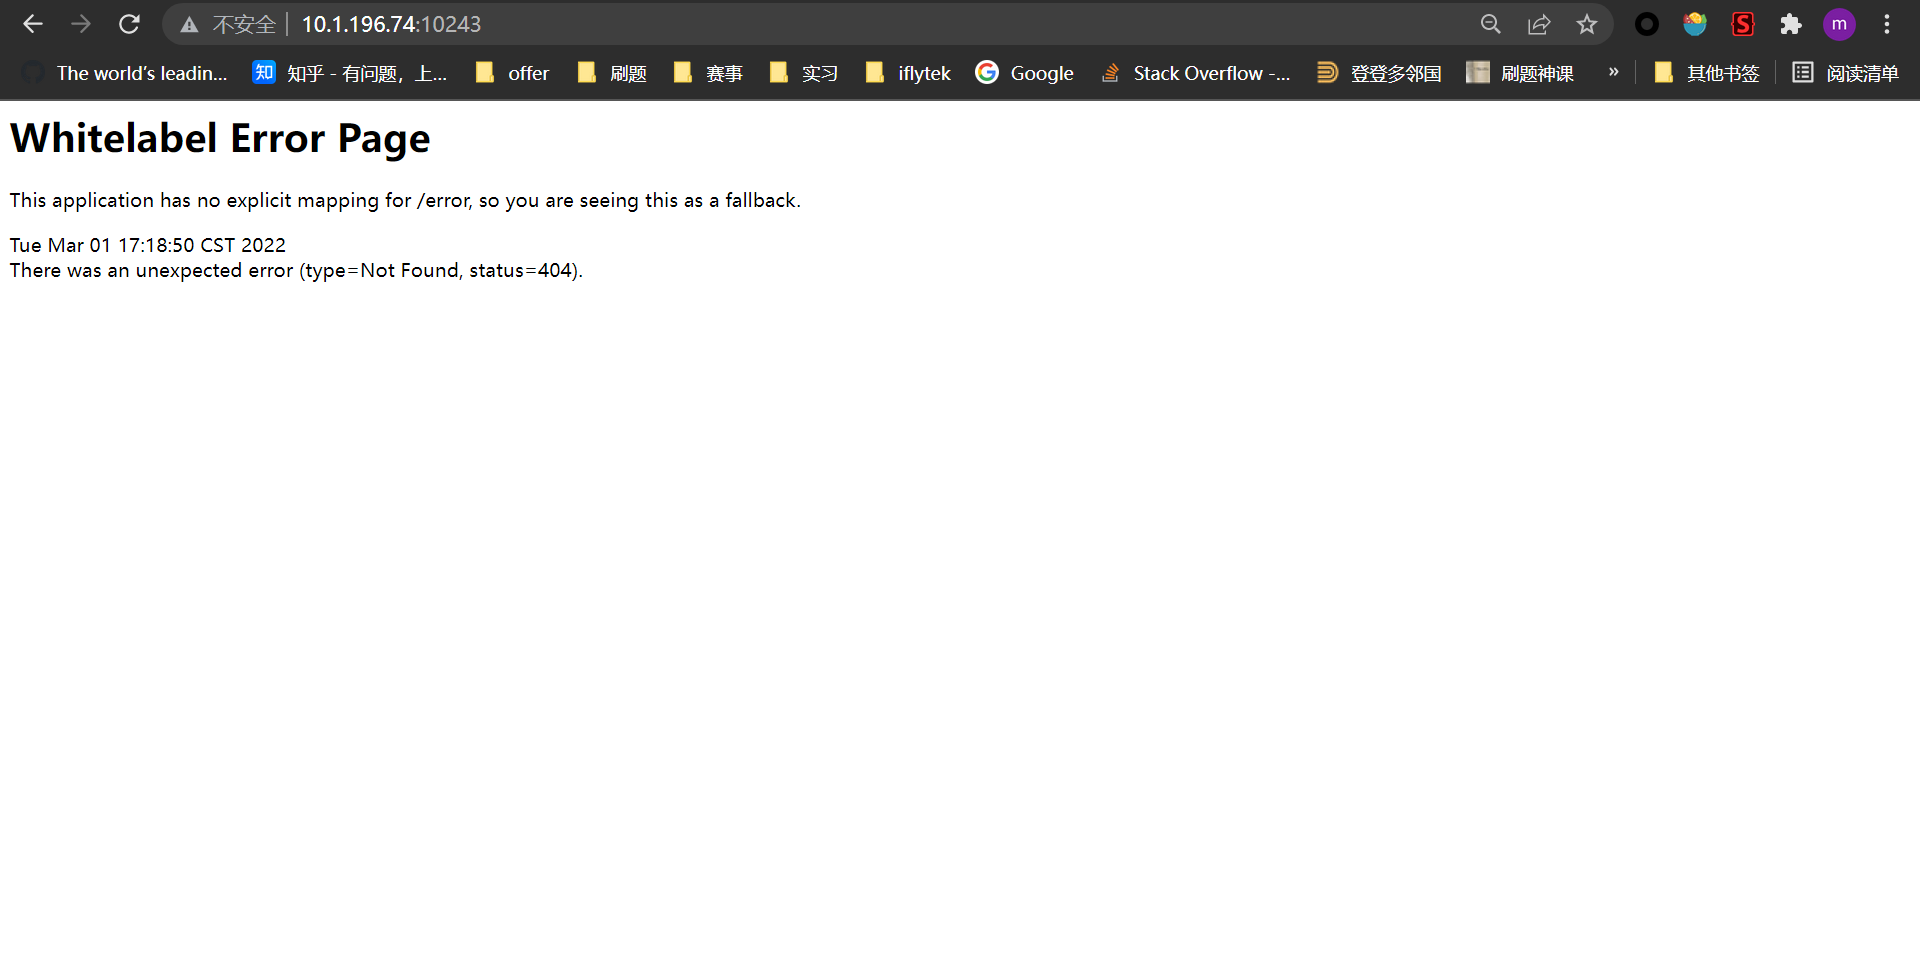 不安全 10.1.196.74:10243 S m
The world's leadin... 知 知乎 - 有问题，上... offer 刷题 赛事 实习 iflytek G Google Stack Overflow -... 登登多邻国 刷题神课 » 其他书签 阅读清单
Whitelabel Error Page
This application has no explicit mapping for /error, so you are seeing this as a fallback.
Tue Mar 01 17:18:50 CST 2022
There was an unexpected error (type=Not Found, status=404).